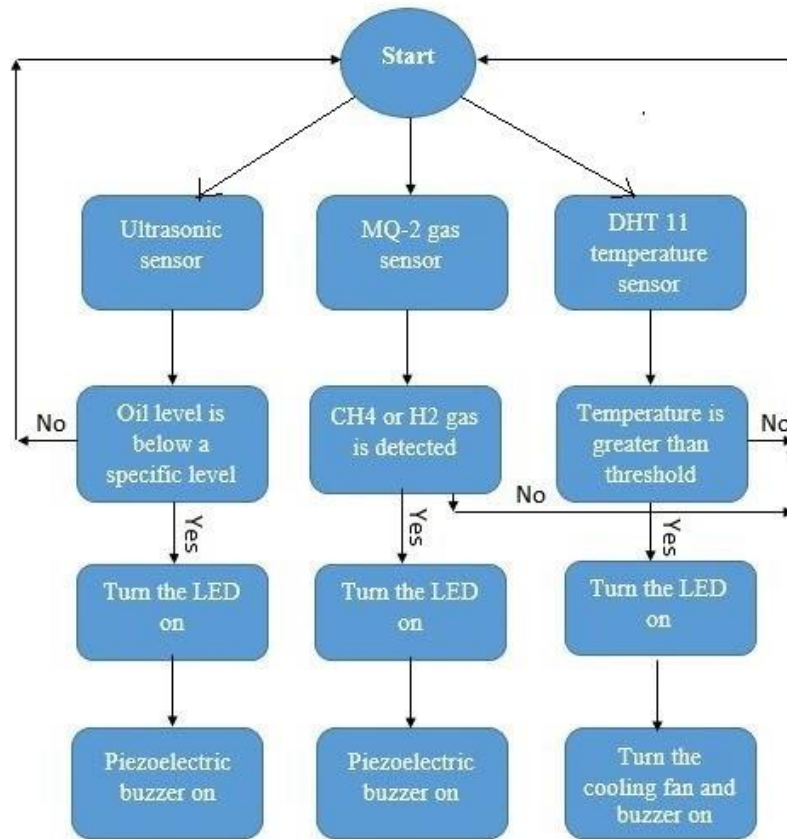 Start
Ultrasonic
sensor
MQ-2 gas
sensor
DHT 11
temperature
sensor
No
Oil level is
below a
specific level
CH4 or H2 gas
is detected
Temperature is
greater than
threshold
No
No
Yes
Yes
Yes
Turn the LED
on
Turn the LED
on
Turn the LED
on
Piezoelectric
buzzer on
Piezoelectric
buzzer on
Turn the
cooling fan and
buzzer on